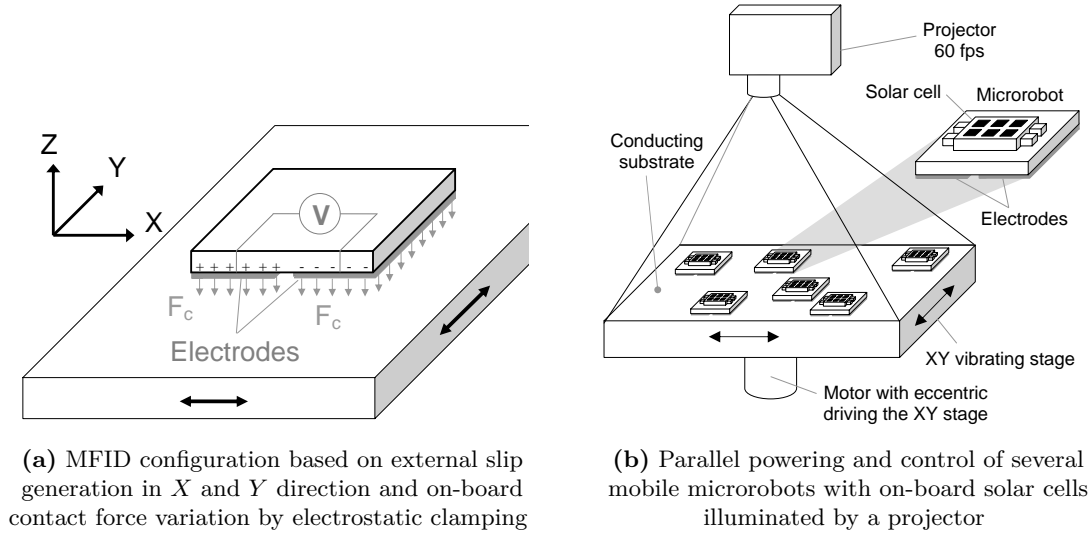 Z
Y
X
V
+ + + + + +
- - - - -
F_c
F_c
Electrodes
(a) MFID configuration based on external slip
generation in X and Y direction and on-board
contact force variation by electrostatic clamping
Projector
60 fps
Solar cell
Microrobot
Conducting
substrate
Electrodes
XY vibrating stage
Motor with eccentric
driving the XY stage
(b) Parallel powering and control of several
mobile microrobots with on-board solar cells
illuminated by a projector